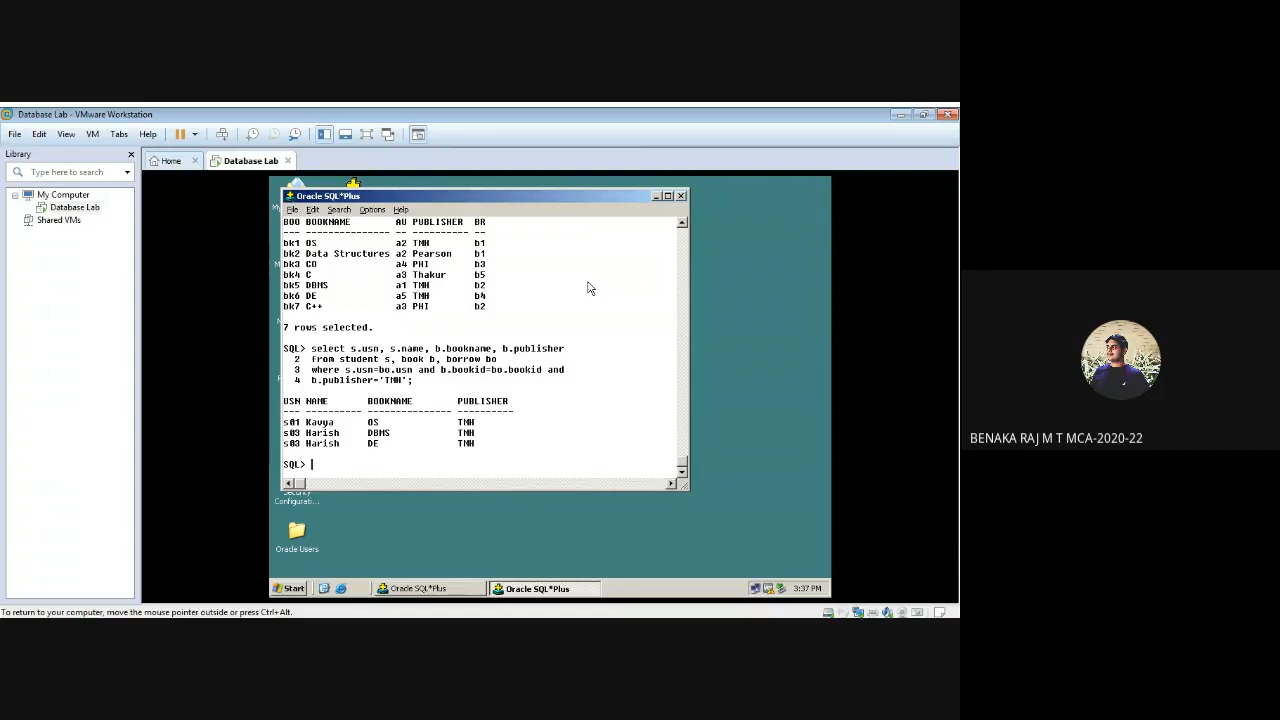 Database Lab - VMware Workstation
File Edit View VM Tabs Help
Library
Type here to search
Home
Database Lab
My Computer
Database Lab
Shared VMs
Oracle SQL*Plus
File Edit Search Options Help
BOO BOOKNAME AU PUBLISHER BR
--- --------------- -- ---------- --
bk1 OS a2 TMH b1
bk2 Data Structures a2 Pearson b1
bk3 CO a4 PHI b3
bk4 C a3 Thakur b5
bk5 DBMS a1 TMH b2
bk6 DE a5 TMH b4
bk7 C++ a3 PHI b2
7 rows selected.
SQL> select s.usn, s.name, b.bookname, b.publisher
2 from student s, book b, borrow bo
3 where s.usn=bo.usn and b.bookid=bo.bookid and
4 b.publisher='TMH';
USN NAME BOOKNAME PUBLISHER
--- ---------- --------------- ----------
s01 Kavya OS TMH
s03 Harish DBMS TMH
s03 Harish DE TMH
SQL>
Configurati...
Oracle Users
Start
Oracle SQL*Plus
Oracle SQL*Plus
3:37 PM
To return to your computer, move the mouse pointer outside or press Ctrl+Alt.
BENAKA RAJ M T MCA-2020-22